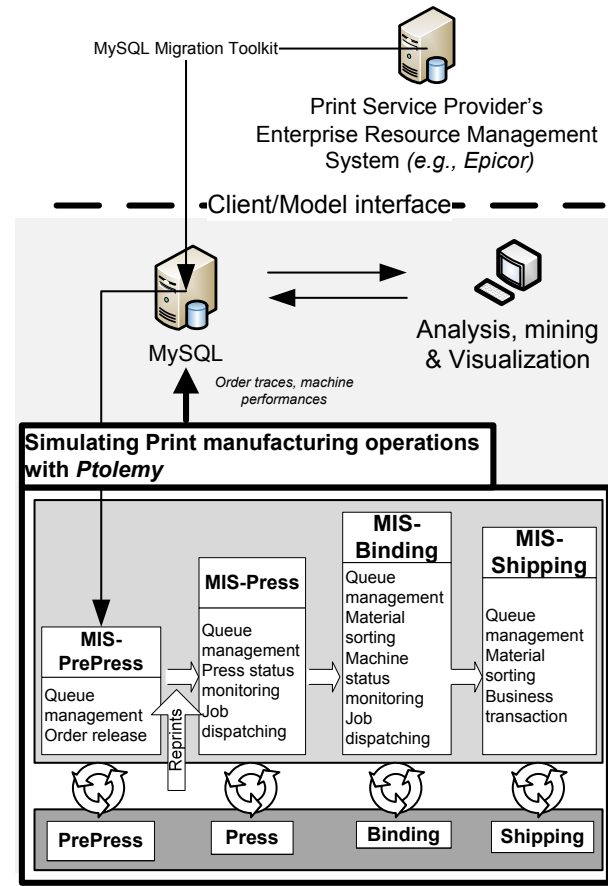 MySQL Migration Toolkit
Print Service Provider's
Enterprise Resource Management
System (e.g., Epicor)
Client/Model interface
MySQL
Analysis, mining
& Visualization
Order traces, machine
performances
Simulating Print manufacturing operations
with Ptolemy
MIS-
PrePress
Queue
management
Order release
Reprints
MIS-Press
Queue
management
Press status
monitoring
Job
dispatching
MIS-
Binding
Queue
management
Material
sorting
Machine
status
monitoring
Job
dispatching
MIS-
Shipping
Queue
management
Material
sorting
Business
transaction
PrePress
Press
Binding
Shipping